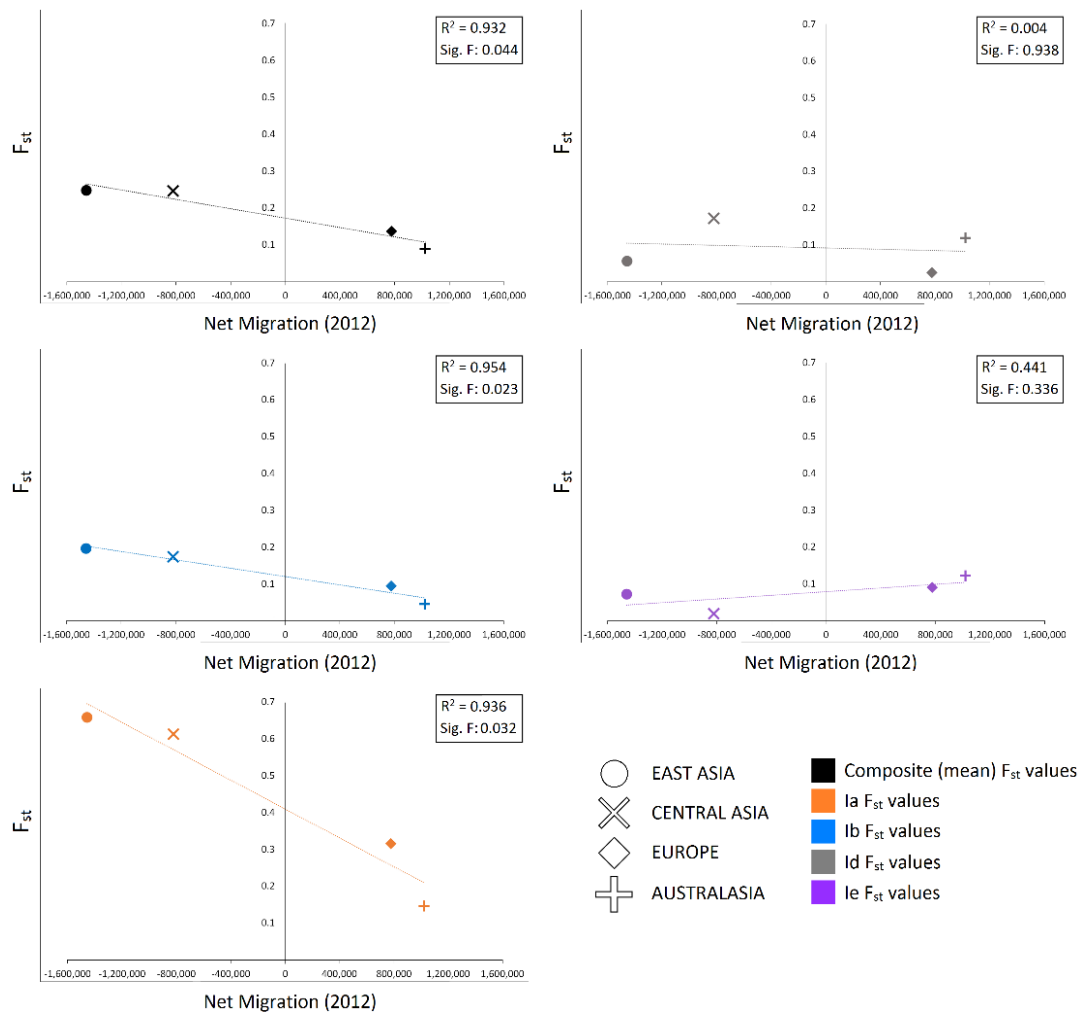 0.7
0.6
0.5
0.4
0.3
0.2
0.1
R² = 0.932
Sig. F: 0.044
Fst
-1,600,000 -1,200,000 -800,000 -400,000 0 400,000 800,000 1,200,000 1,600,000
Net Migration (2012)
0.7
0.6
0.5
0.4
0.3
0.2
0.1
R² = 0.004
Sig. F: 0.938
Fst
-1,600,000 -1,200,000 -800,000 -400,000 0 400,000 800,000 1,200,000 1,600,000
Net Migration (2012)
0.7
0.6
0.5
0.4
0.3
0.2
0.1
R² = 0.954
Sig. F: 0.023
Fst
-1,600,000 -1,200,000 -800,000 -400,000 0 400,000 800,000 1,200,000 1,600,000
Net Migration (2012)
0.7
0.6
0.5
0.4
0.3
0.2
0.1
R² = 0.441
Sig. F: 0.336
Fst
-1,600,000 -1,200,000 -800,000 -400,000 0 400,000 800,000 1,200,000 1,600,000
Net Migration (2012)
0.7
0.6
0.5
0.4
0.3
0.2
0.1
R² = 0.936
Sig. F: 0.032
Fst
-1,600,000 -1,200,000 -800,000 -400,000 0 400,000 800,000 1,200,000 1,600,000
Net Migration (2012)
EAST ASIA
CENTRAL ASIA
EUROPE
AUSTRALASIA
Composite (mean) Fst values
Ia Fst values
Ib Fst values
Id Fst values
Ie Fst values